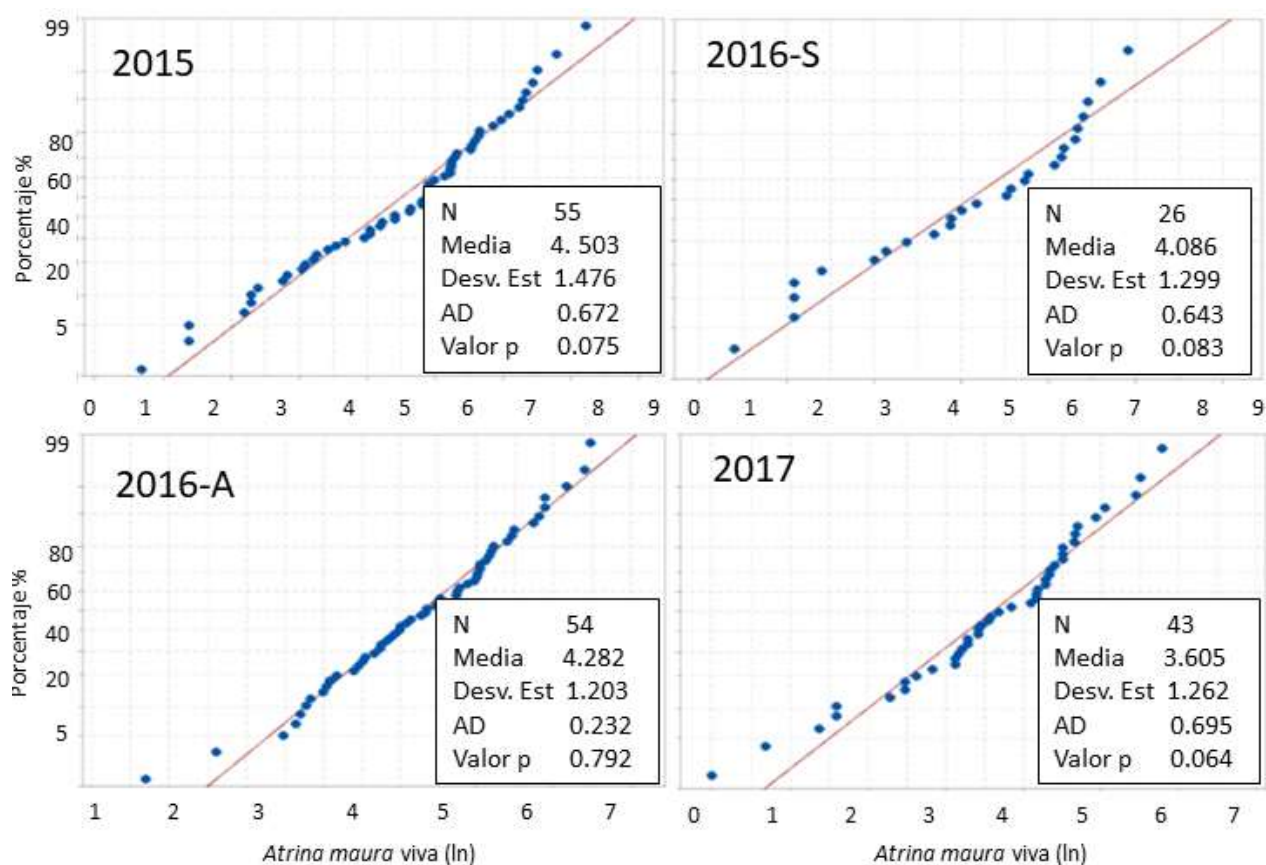 2015
99
80
60
40
20
5
Porcentaje %
N 55
Media 4. 503
Desv. Est 1.476
AD 0.672
Valor p 0.075
0 1 2 3 4 5 6 7 8 9
2016-S
N 26
Media 4.086
Desv. Est 1.299
AD 0.643
Valor p 0.083
0 1 2 3 4 5 6 7 8 9
2016-A
99
80
60
40
20
5
Porcentaje %
N 54
Media 4.282
Desv. Est 1.203
AD 0.232
Valor p 0.792
1 2 3 4 5 6 7 8
Atrina maura viva (ln)
2017
N 43
Media 3.605
Desv. Est 1.262
AD 0.695
Valor p 0.064
0 1 2 3 4 5 6 7
Atrina maura viva (ln)